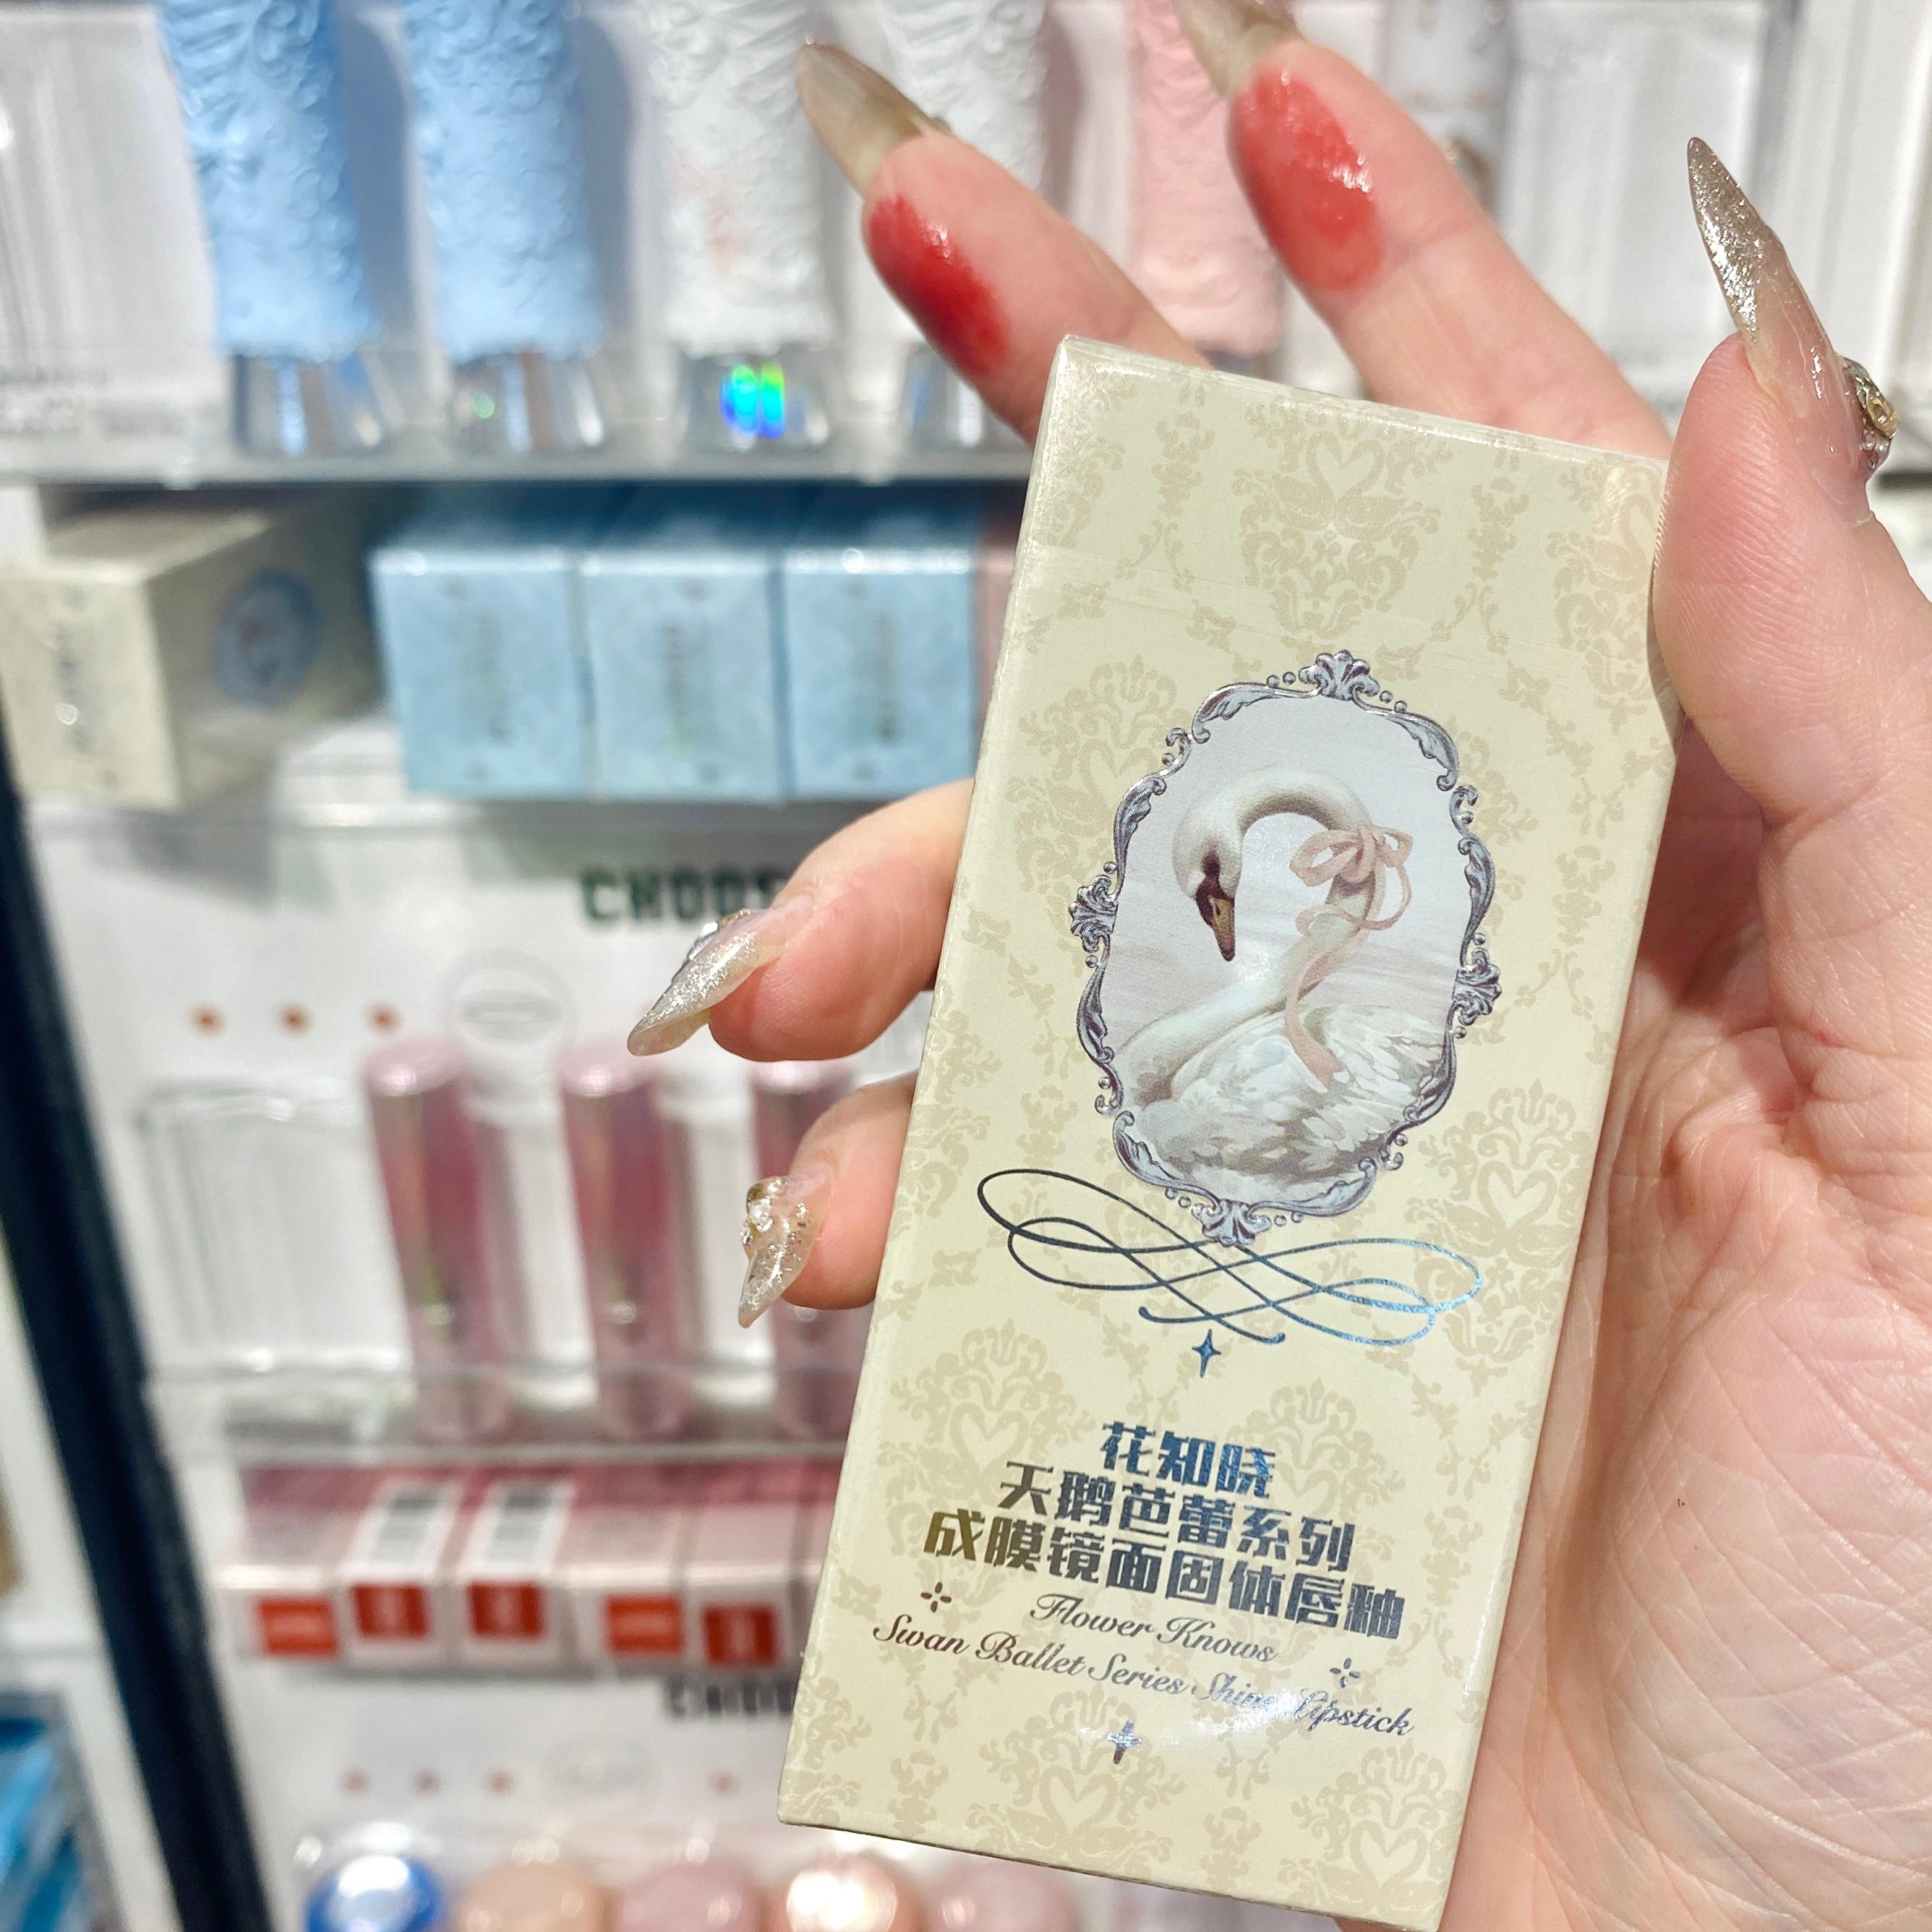 花知晓
天鹅芭蕾系列
成膜镜面固体唇釉
Flower Knows
Swan Ballet Series Shine Lipstick